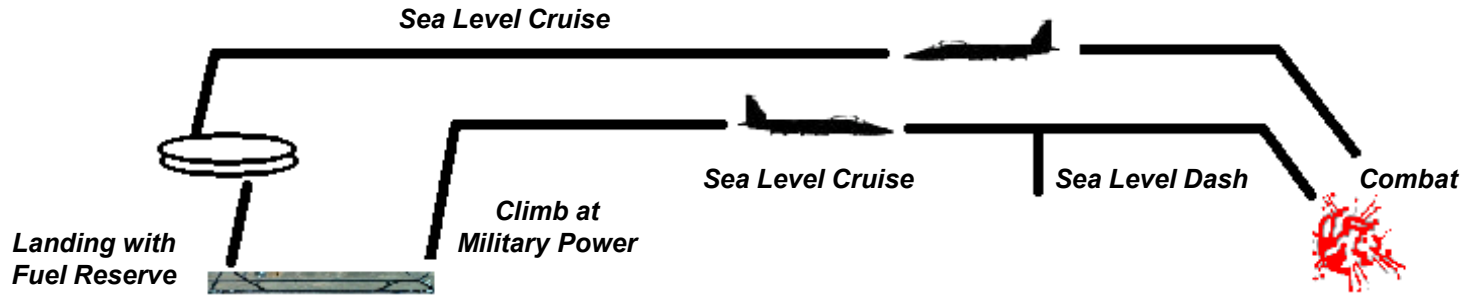 Sea Level Cruise
Sea Level Cruise
Sea Level Dash
Combat
Climb at
Military Power
Landing with
Fuel Reserve